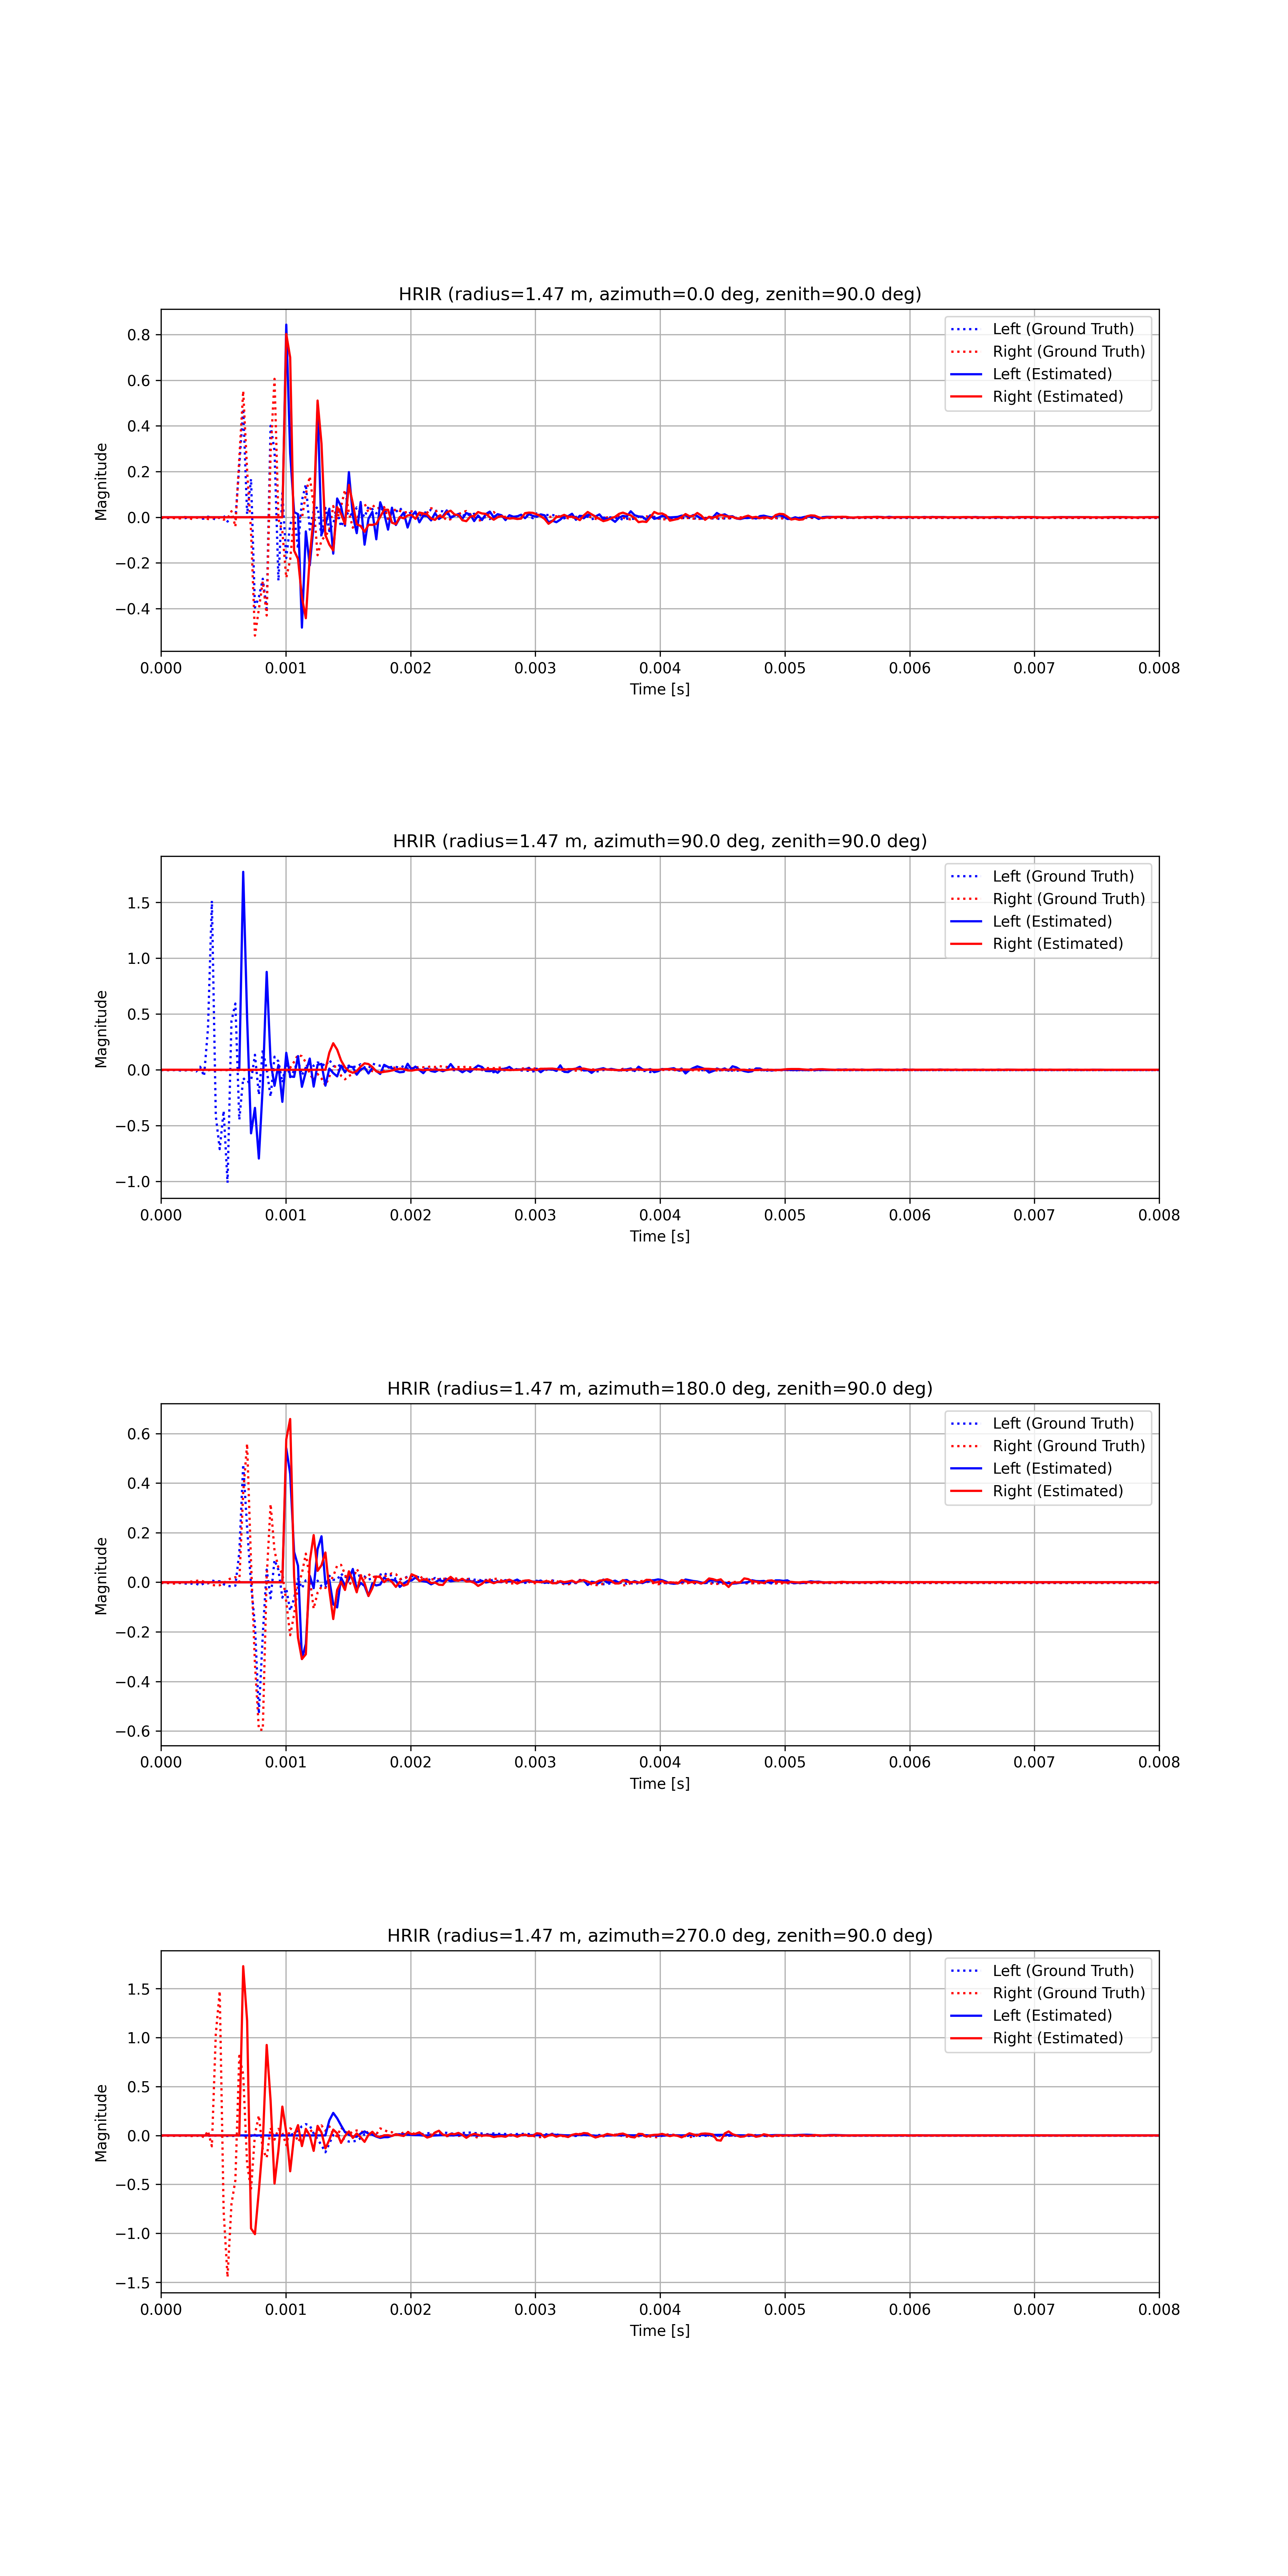 HRIR (radius=1.47 m, azimuth=0.0 deg, zenith=90.0 deg)
Left (Ground Truth)
Right (Ground Truth)
Left (Estimated)
Right (Estimated)
Magnitude
0.8
0.6
0.4
0.2
0.0
−0.2
−0.4
0.000 0.001 0.002 0.003 0.004 0.005 0.006 0.007 0.008
Time [s]
HRIR (radius=1.47 m, azimuth=90.0 deg, zenith=90.0 deg)
Left (Ground Truth)
Right (Ground Truth)
Left (Estimated)
Right (Estimated)
Magnitude
1.5
1.0
0.5
0.0
−0.5
−1.0
0.000 0.001 0.002 0.003 0.004 0.005 0.006 0.007 0.008
Time [s]
HRIR (radius=1.47 m, azimuth=180.0 deg, zenith=90.0 deg)
Left (Ground Truth)
Right (Ground Truth)
Left (Estimated)
Right (Estimated)
Magnitude
0.6
0.4
0.2
0.0
−0.2
−0.4
−0.6
0.000 0.001 0.002 0.003 0.004 0.005 0.006 0.007 0.008
Time [s]
HRIR (radius=1.47 m, azimuth=270.0 deg, zenith=90.0 deg)
Left (Ground Truth)
Right (Ground Truth)
Left (Estimated)
Right (Estimated)
Magnitude
1.5
1.0
0.5
0.0
−0.5
−1.0
−1.5
0.000 0.001 0.002 0.003 0.004 0.005 0.006 0.007 0.008
Time [s]